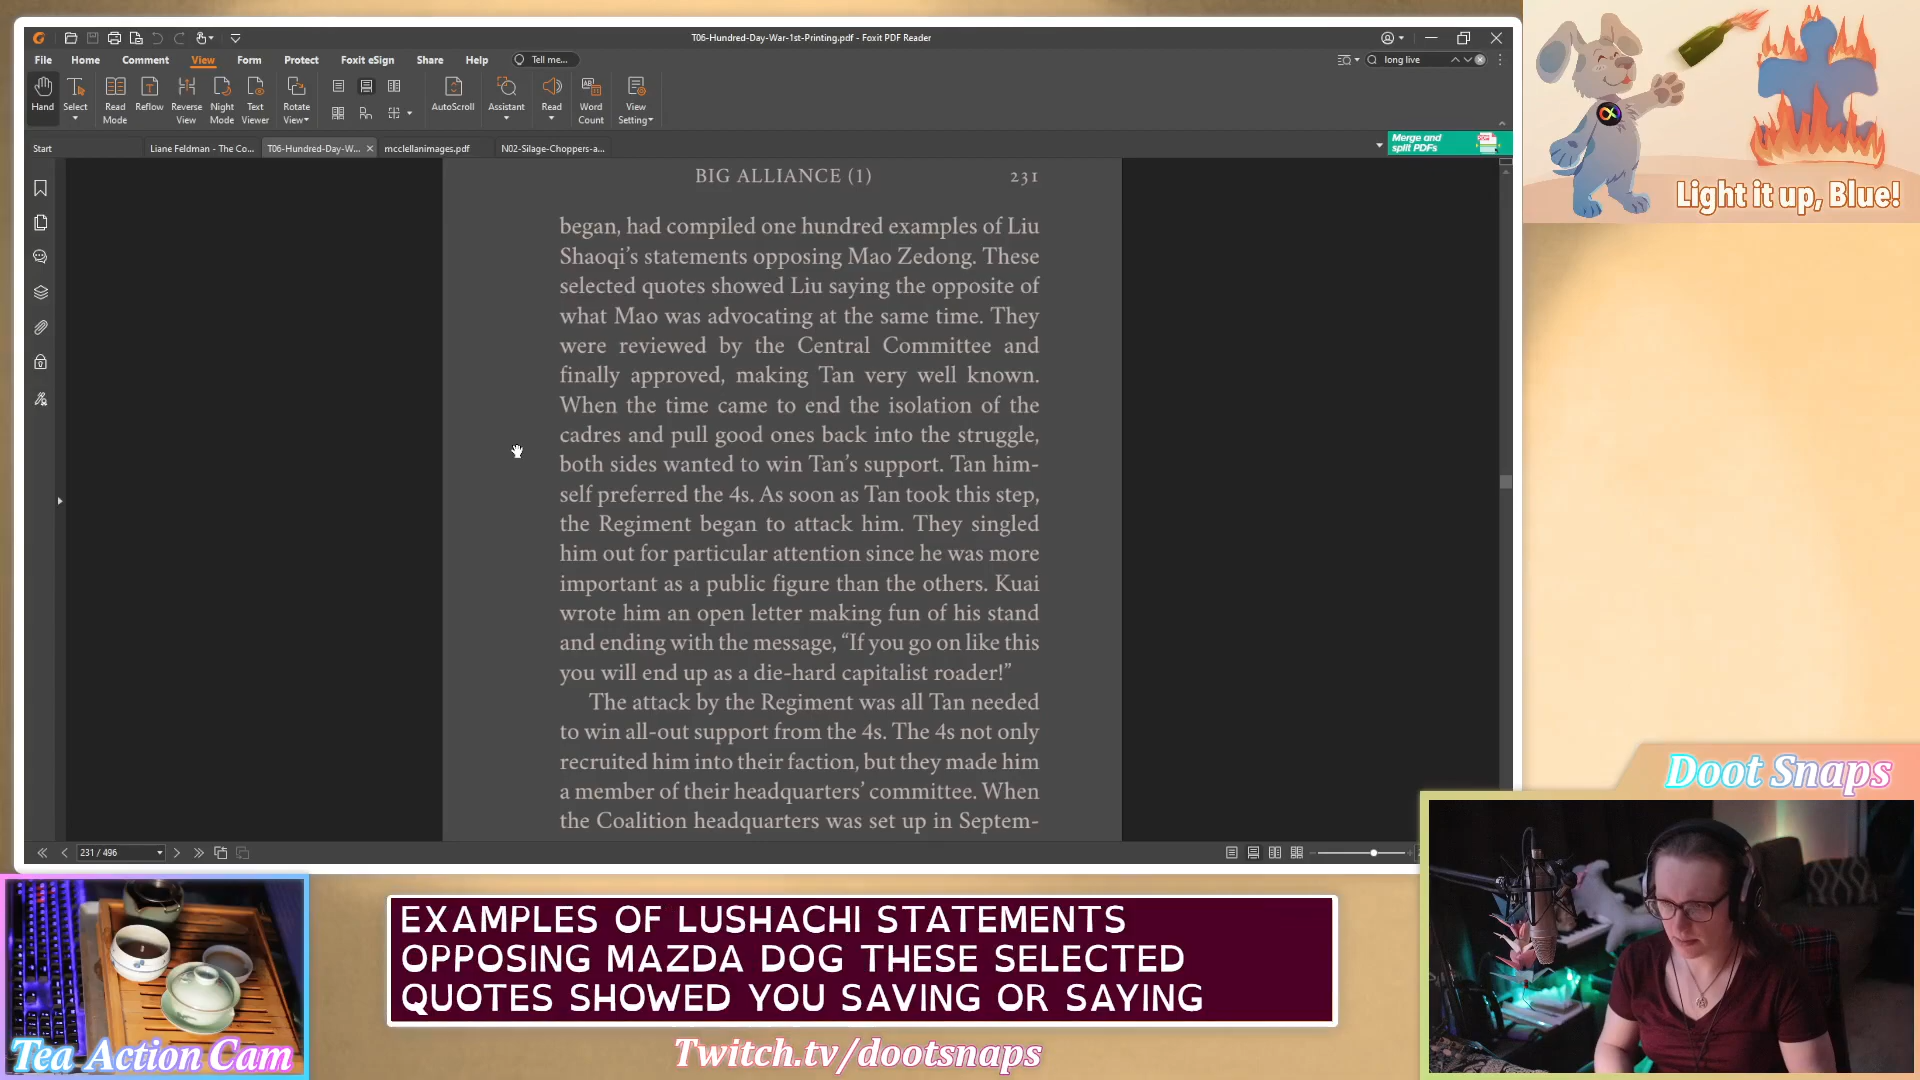 T06-Hundred-Day-War-1st-Printing.pdf - Foxit PDF Reader
File Home Comment View Form Protect Foxit eSign Share Help Tell me... long live
Hand Select Read Mode Reflow Reverse View Night Mode Text Viewer Rotate View AutoScroll Assistant Read Word Count View Setting
Start Liane Feldman - The Co... T06-Hundred-Day-W... mcclellanimages.pdf N02-Silage-Choppers-a...
Merge and
split PDFs
Light it up, Blue!
BIG ALLIANCE (1) 231
began, had compiled one hundred examples of Liu
Shaoqi’s statements opposing Mao Zedong. These
selected quotes showed Liu saying the opposite of
what Mao was advocating at the same time. They
were reviewed by the Central Committee and
finally approved, making Tan very well known.
When the time came to end the isolation of the
cadres and pull good ones back into the struggle,
both sides wanted to win Tan’s support. Tan him-
self preferred the 4s. As soon as Tan took this step,
the Regiment began to attack him. They singled
him out for particular attention since he was more
important as a public figure than the others. Kuai
wrote him an open letter making fun of his stand
and ending with the message, “If you go on like this
you will end up as a die-hard capitalist roader!”
The attack by the Regiment was all Tan needed
to win all-out support from the 4s. The 4s not only
recruited him into their faction, but they made him
a member of their headquarters’ committee. When
the Coalition headquarters was set up in Septem-
231 / 496
Doot Snaps
EXAMPLES OF LUSHACHI STATEMENTS
OPPOSING MAZDA DOG THESE SELECTED
QUOTES SHOWED YOU SAVING OR SAYING
Tea Action Cam
Twitch.tv/dootsnaps